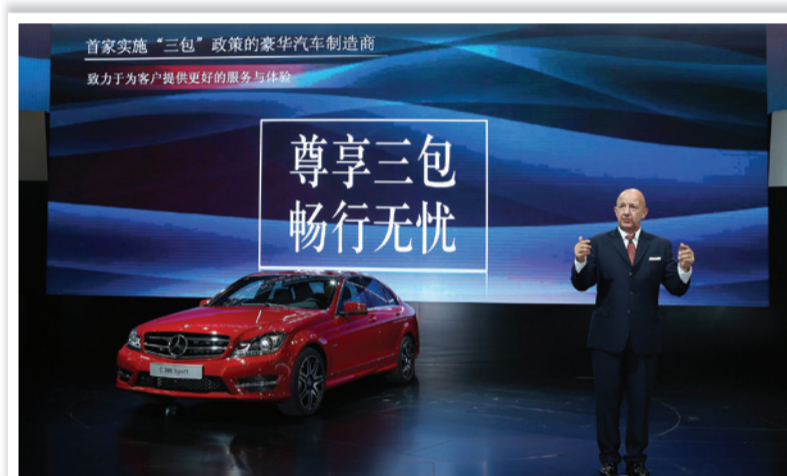 首家实施“三包”政策的豪华汽车制造商
致力于为客户提供更好的服务与体验
尊享三包
畅行无忧
Sport